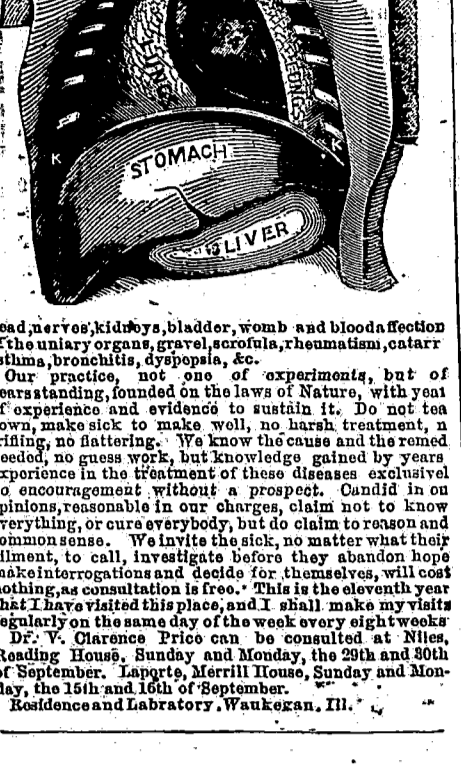 LUNGS
LUNGS
K
K
STOMACH
LIVER
ead,nerves,kidneys,bladder, womb and blood affection
f the uniary organs, gravel, scrofula, rheumatism, catarr
sthma, bronchitis, dyspepsia, &c.
Our practice, not one of experiments, but of
ears standing, founded on the laws of Nature, with yeai
f experience and evidence to sustain it. Do not tea
own, make sick to make well, no harsh treatment, n
rifling, no flattering. We know the cause and the remed
eeded, no guess work, but knowledge gained by years
xperience in the treatment of these diseases exclusivel
o encouragement without a prospect. Candid in ou
pinions, reasonable in our charges, claim not to know
verything, or cure everybody, but do claim to reason and
ommon sense. We invite the sick, no matter what their
ilment, to call, investigate before they abandon hope
nake interrogations and decide for themselves, will cost
othing, as consultation is free. This is the eleventh year
hat I have visited this place, and I shall make my visits
egularly on the same day of the week every eight weeks
Dr. V. Clarence Price can be consulted at Niles,
Reading House, Sunday and Monday, the 29th and 30th
of September. Laporte, Merrill House, Sunday and Mon-
day, the 15th and 16th of September.
Residence and Labratory, Waukegan, Ill.